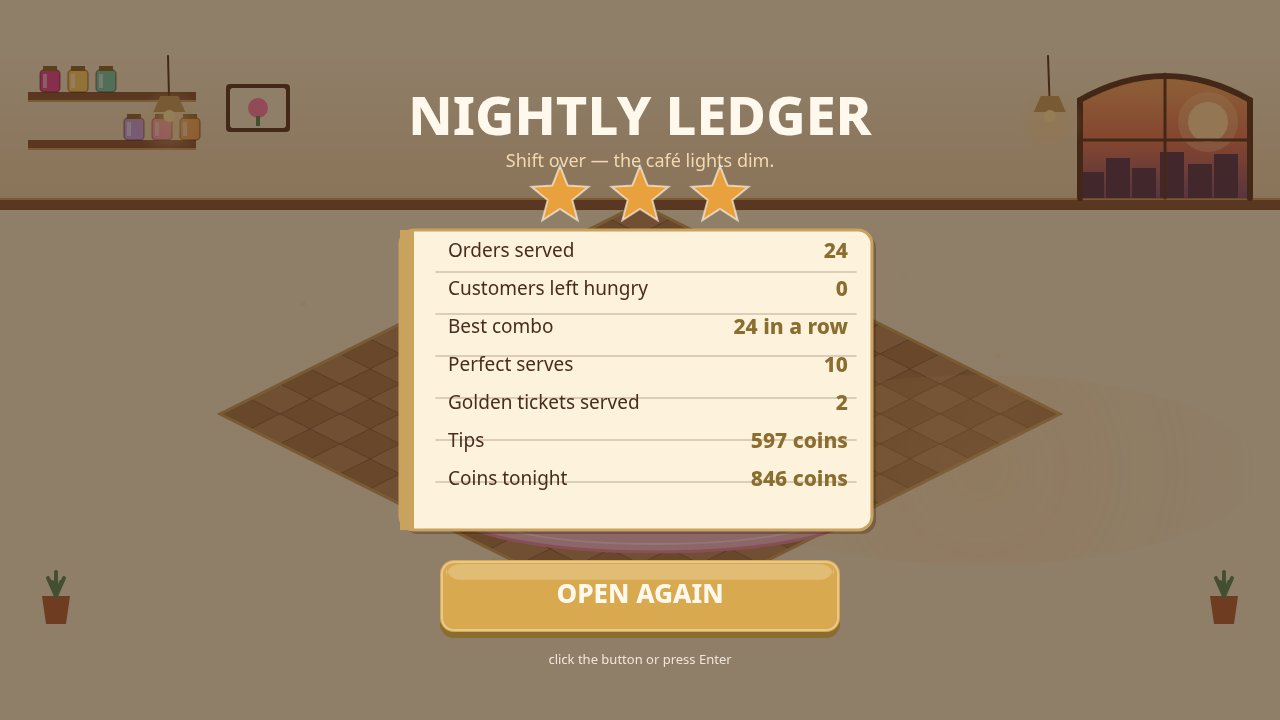 NIGHTLY LEDGER
Shift over — the café lights dim.
Orders served 24
Customers left hungry 0
Best combo 24 in a row
Perfect serves 10
Golden tickets served 2
Tips 597 coins
Coins tonight 846 coins
OPEN AGAIN
click the button or press Enter